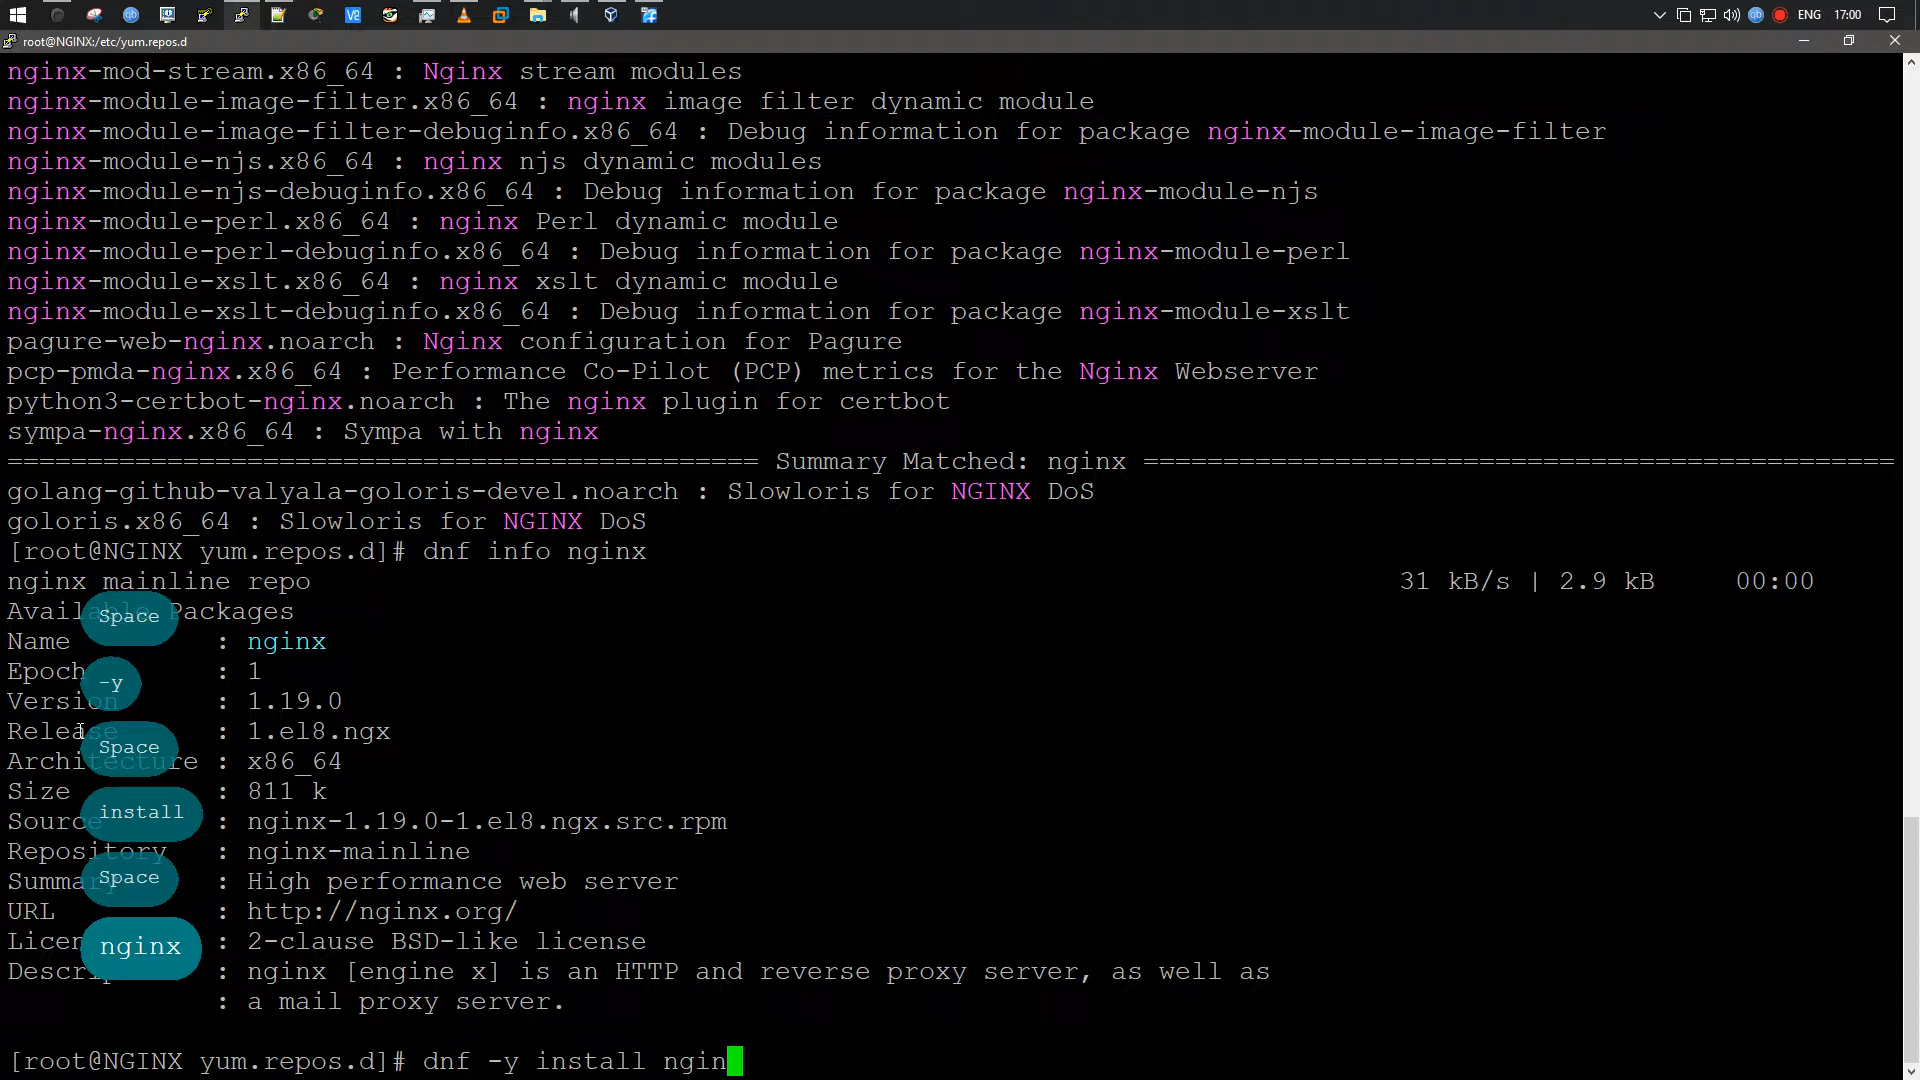 ENG 17:00
root@NGINX:/etc/yum.repos.d
nginx-mod-stream.x86_64 : Nginx stream modules
nginx-module-image-filter.x86_64 : nginx image filter dynamic module
nginx-module-image-filter-debuginfo.x86_64 : Debug information for package nginx-module-image-filter
nginx-module-njs.x86_64 : nginx njs dynamic modules
nginx-module-njs-debuginfo.x86_64 : Debug information for package nginx-module-njs
nginx-module-perl.x86_64 : nginx Perl dynamic module
nginx-module-perl-debuginfo.x86_64 : Debug information for package nginx-module-perl
nginx-module-xslt.x86_64 : nginx xslt dynamic module
nginx-module-xslt-debuginfo.x86_64 : Debug information for package nginx-module-xslt
pagure-web-nginx.noarch : Nginx configuration for Pagure
pcp-pmda-nginx.x86_64 : Performance Co-Pilot (PCP) metrics for the Nginx Webserver
python3-certbot-nginx.noarch : The nginx plugin for certbot
sympa-nginx.x86_64 : Sympa with nginx
=============================================== Summary Matched: nginx ===============================================
golang-github-valyala-goloris-devel.noarch : Slowloris for NGINX DoS
goloris.x86_64 : Slowloris for NGINX DoS
[root@NGINX yum.repos.d]# dnf info nginx
nginx mainline repo 31 kB/s | 2.9 kB 00:00
Available Packages
Space
Name : nginx
Epoch : 1
-y
Version : 1.19.0
Release : 1.el8.ngx
Space
Architecture : x86_64
Size : 811 k
install
Source : nginx-1.19.0-1.el8.ngx.src.rpm
Repository : nginx-mainline
Summary : High performance web server
Space
URL : http://nginx.org/
Licen : 2-clause BSD-like license
nginx
Descrip : nginx [engine x] is an HTTP and reverse proxy server, as well as
: a mail proxy server.
[root@NGINX yum.repos.d]# dnf -y install ngin